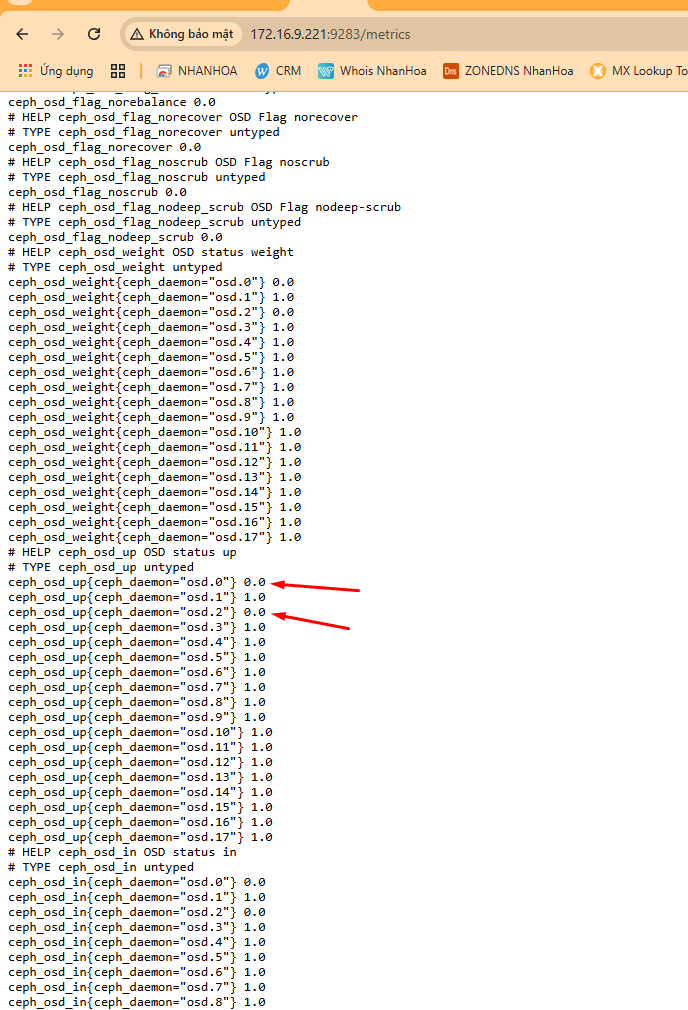 Không bảo mật 172.16.9.221:9283/metrics
Ứng dụng NHANHOA CRM Whois NhanHoa Dns ZONEDNS NhanHoa MX Lookup To
ceph_osd_flag_norebalance 0.0
# HELP ceph_osd_flag_norecover OSD Flag norecover
# TYPE ceph_osd_flag_norecover untyped
ceph_osd_flag_norecover 0.0
# HELP ceph_osd_flag_noscrub OSD Flag noscrub
# TYPE ceph_osd_flag_noscrub untyped
ceph_osd_flag_noscrub 0.0
# HELP ceph_osd_flag_nodeep_scrub OSD Flag nodeep-scrub
# TYPE ceph_osd_flag_nodeep_scrub untyped
ceph_osd_flag_nodeep_scrub 0.0
# HELP ceph_osd_weight OSD status weight
# TYPE ceph_osd_weight untyped
ceph_osd_weight{ceph_daemon="osd.0"} 0.0
ceph_osd_weight{ceph_daemon="osd.1"} 1.0
ceph_osd_weight{ceph_daemon="osd.2"} 0.0
ceph_osd_weight{ceph_daemon="osd.3"} 1.0
ceph_osd_weight{ceph_daemon="osd.4"} 1.0
ceph_osd_weight{ceph_daemon="osd.5"} 1.0
ceph_osd_weight{ceph_daemon="osd.6"} 1.0
ceph_osd_weight{ceph_daemon="osd.7"} 1.0
ceph_osd_weight{ceph_daemon="osd.8"} 1.0
ceph_osd_weight{ceph_daemon="osd.9"} 1.0
ceph_osd_weight{ceph_daemon="osd.10"} 1.0
ceph_osd_weight{ceph_daemon="osd.11"} 1.0
ceph_osd_weight{ceph_daemon="osd.12"} 1.0
ceph_osd_weight{ceph_daemon="osd.13"} 1.0
ceph_osd_weight{ceph_daemon="osd.14"} 1.0
ceph_osd_weight{ceph_daemon="osd.15"} 1.0
ceph_osd_weight{ceph_daemon="osd.16"} 1.0
ceph_osd_weight{ceph_daemon="osd.17"} 1.0
# HELP ceph_osd_up OSD status up
# TYPE ceph_osd_up untyped
ceph_osd_up{ceph_daemon="osd.0"} 0.0
ceph_osd_up{ceph_daemon="osd.1"} 1.0
ceph_osd_up{ceph_daemon="osd.2"} 0.0
ceph_osd_up{ceph_daemon="osd.3"} 1.0
ceph_osd_up{ceph_daemon="osd.4"} 1.0
ceph_osd_up{ceph_daemon="osd.5"} 1.0
ceph_osd_up{ceph_daemon="osd.6"} 1.0
ceph_osd_up{ceph_daemon="osd.7"} 1.0
ceph_osd_up{ceph_daemon="osd.8"} 1.0
ceph_osd_up{ceph_daemon="osd.9"} 1.0
ceph_osd_up{ceph_daemon="osd.10"} 1.0
ceph_osd_up{ceph_daemon="osd.11"} 1.0
ceph_osd_up{ceph_daemon="osd.12"} 1.0
ceph_osd_up{ceph_daemon="osd.13"} 1.0
ceph_osd_up{ceph_daemon="osd.14"} 1.0
ceph_osd_up{ceph_daemon="osd.15"} 1.0
ceph_osd_up{ceph_daemon="osd.16"} 1.0
ceph_osd_up{ceph_daemon="osd.17"} 1.0
# HELP ceph_osd_in OSD status in
# TYPE ceph_osd_in untyped
ceph_osd_in{ceph_daemon="osd.0"} 0.0
ceph_osd_in{ceph_daemon="osd.1"} 1.0
ceph_osd_in{ceph_daemon="osd.2"} 0.0
ceph_osd_in{ceph_daemon="osd.3"} 1.0
ceph_osd_in{ceph_daemon="osd.4"} 1.0
ceph_osd_in{ceph_daemon="osd.5"} 1.0
ceph_osd_in{ceph_daemon="osd.6"} 1.0
ceph_osd_in{ceph_daemon="osd.7"} 1.0
ceph_osd_in{ceph_daemon="osd.8"} 1.0